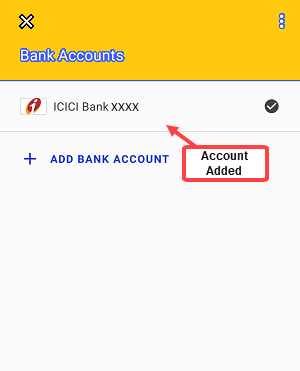 Bank Accounts
ICICI Bank XXXX
ADD BANK ACCOUNT
Account
Added